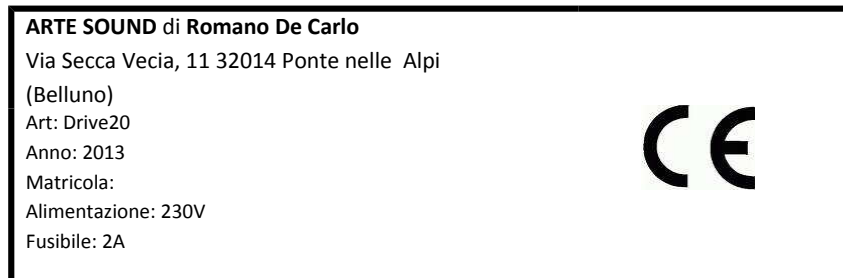 ARTE SOUND di Romano De Carlo
Via Secca Vecia, 11 32014 Ponte nelle Alpi
(Belluno)
Art: Drive20
Anno: 2013
Matricola:
Alimentazione: 230V
Fusibile: 2A
CE